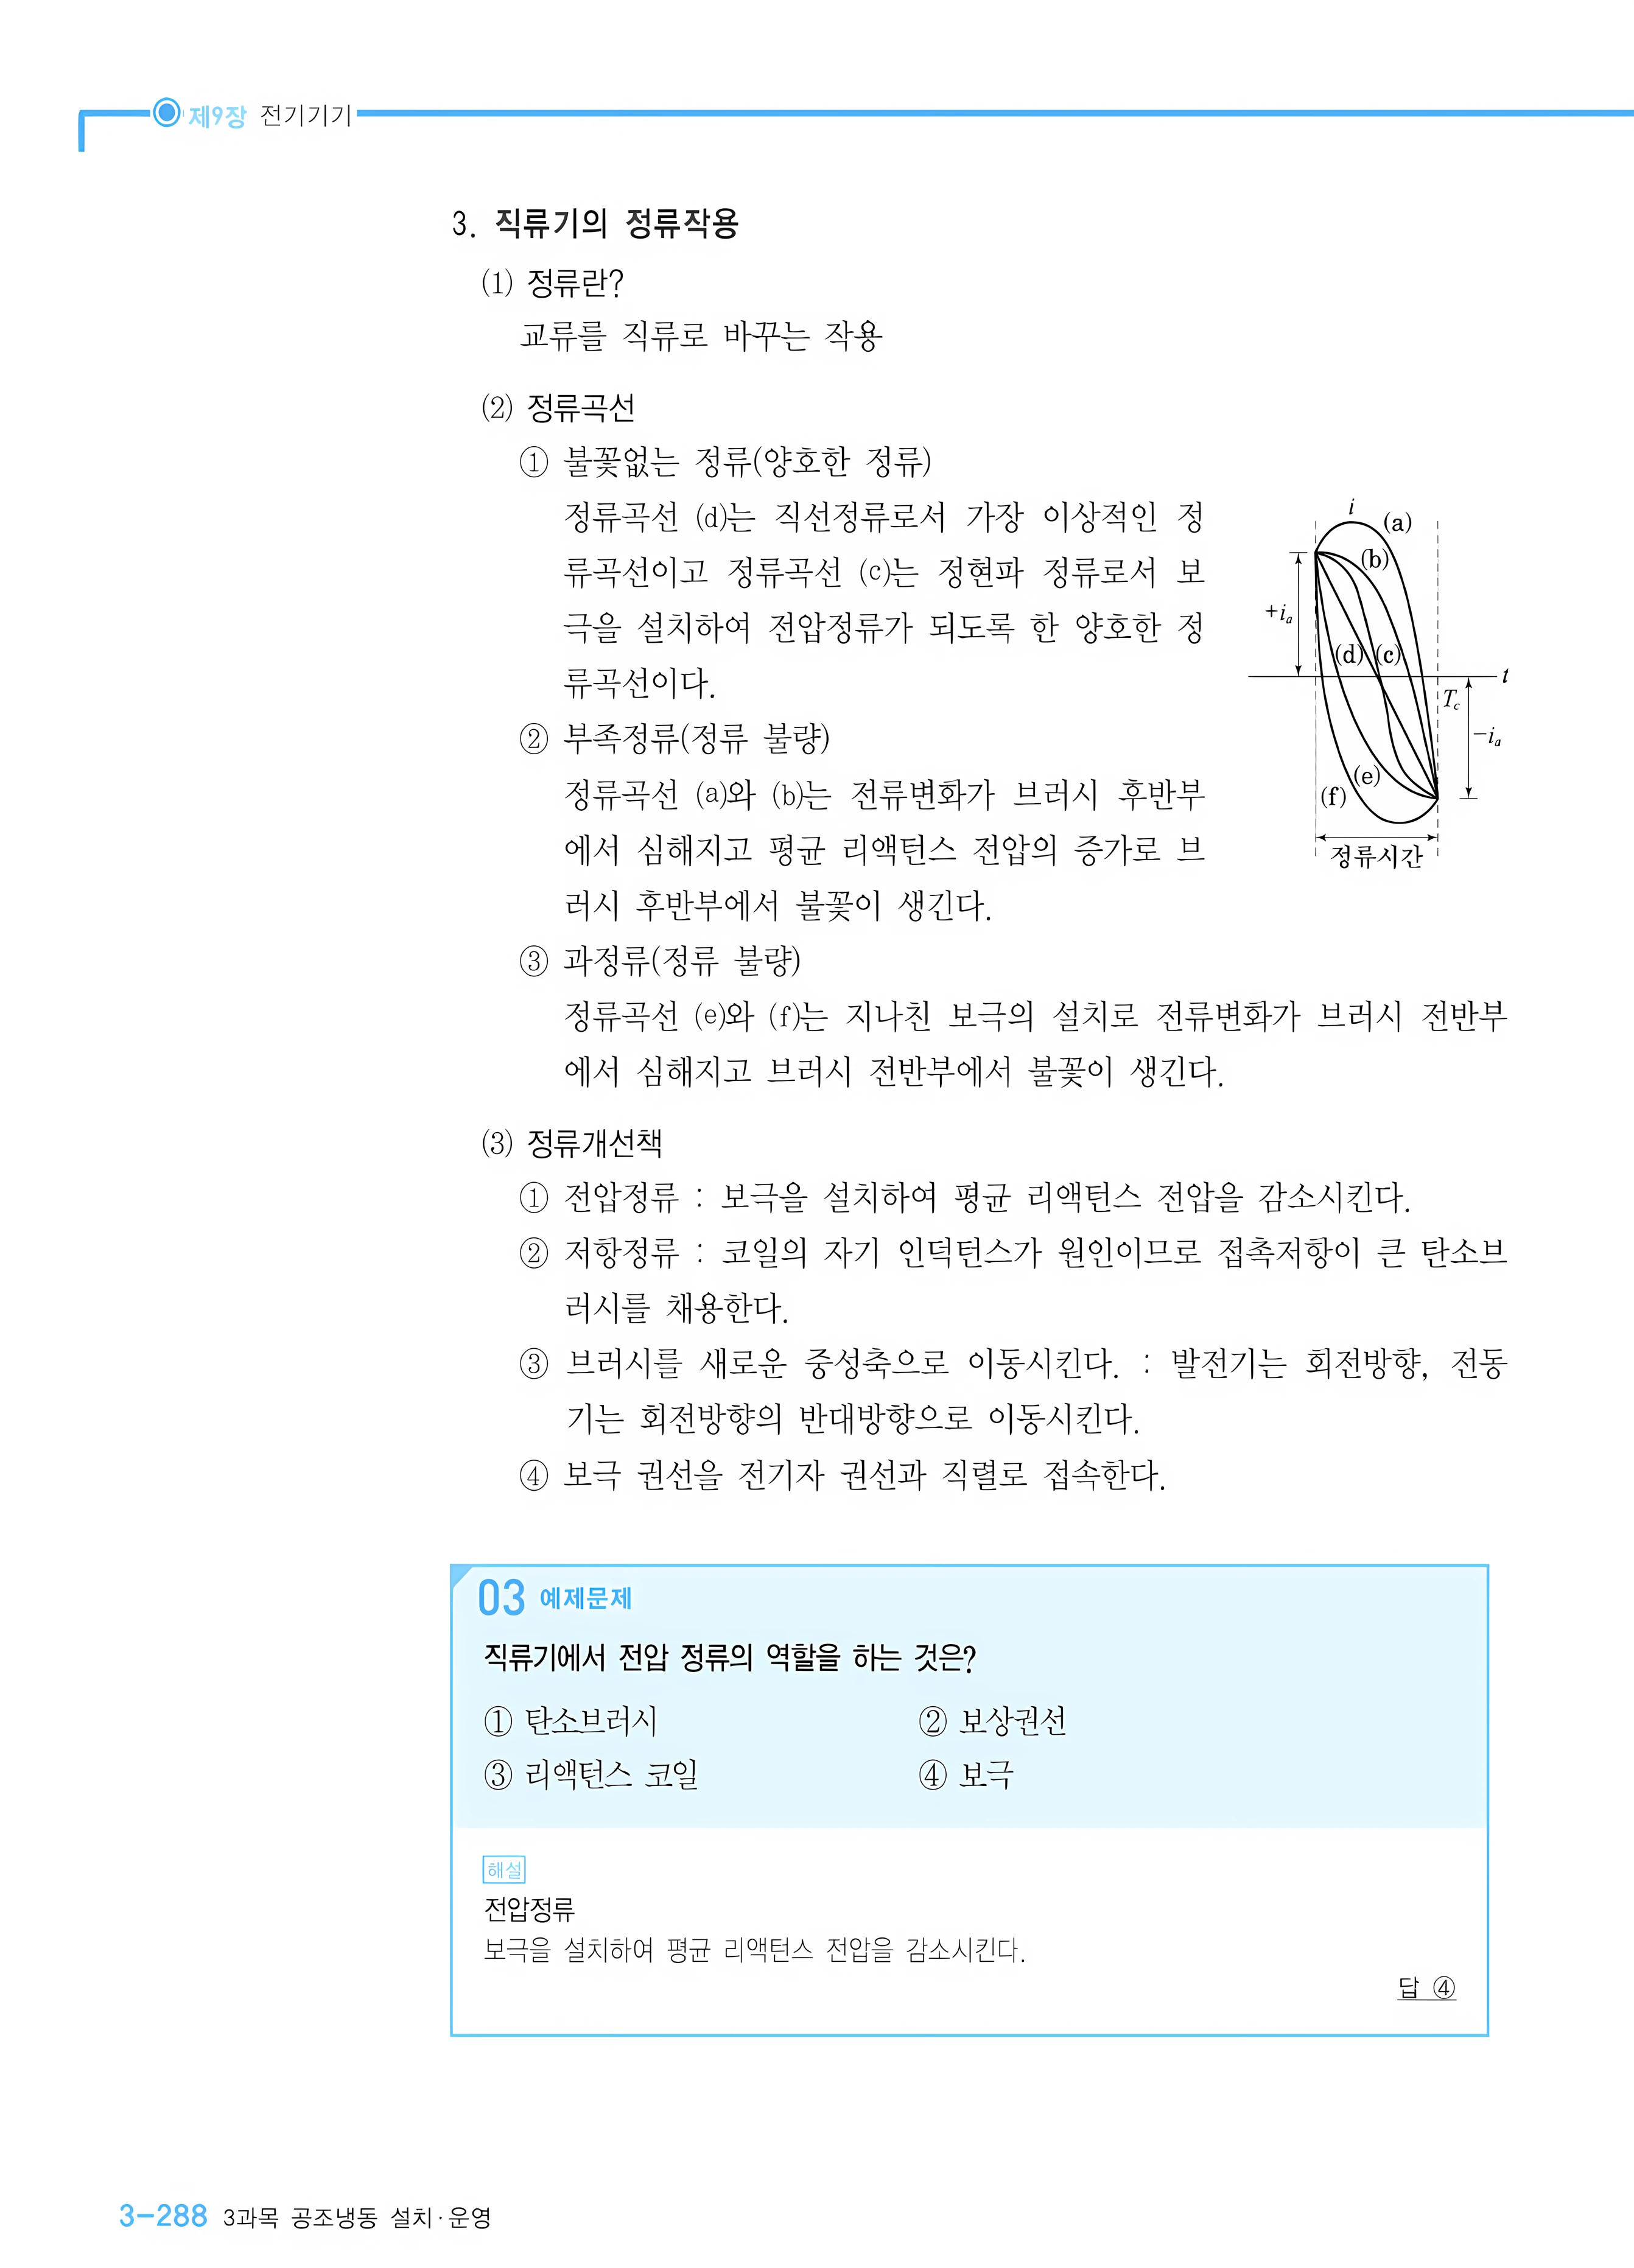 제9장 전기기기
3. 직류기의 정류작용
(1) 정류란?
교류를 직류로 바꾸는 작용
(2) 정류곡선
① 불꽃없는 정류(양호한 정류)
정류곡선 (d)는 직선정류로서 가장 이상적인 정
류곡선이고 정류곡선 (c)는 정현파 정류로서 보
극을 설치하여 전압정류가 되도록 한 양호한 정
류곡선이다.
② 부족정류(정류 불량)
정류곡선 (a)와 (b)는 전류변화가 브러시 후반부
에서 심해지고 평균 리액턴스 전압의 증가로 브
러시 후반부에서 불꽃이 생긴다.
i
(a)
(b)
+iₐ
(d) (c)
t
T_c
−iₐ
(e)
(f)
정류시간
③ 과정류(정류 불량)
정류곡선 (e)와 (f)는 지나친 보극의 설치로 전류변화가 브러시 전반부
에서 심해지고 브러시 전반부에서 불꽃이 생긴다.
(3) 정류개선책
① 전압정류 : 보극을 설치하여 평균 리액턴스 전압을 감소시킨다.
② 저항정류 : 코일의 자기 인덕턴스가 원인이므로 접촉저항이 큰 탄소브
러시를 채용한다.
③ 브러시를 새로운 중성축으로 이동시킨다. : 발전기는 회전방향, 전동
기는 회전방향의 반대방향으로 이동시킨다.
④ 보극 권선을 전기자 권선과 직렬로 접속한다.
03 예제문제
직류기에서 전압 정류의 역할을 하는 것은?
① 탄소브러시 ② 보상권선
③ 리액턴스 코일 ④ 보극
해설
전압정류
보극을 설치하여 평균 리액턴스 전압을 감소시킨다.
답 ④
3-288 3과목 공조냉동 설치·운영